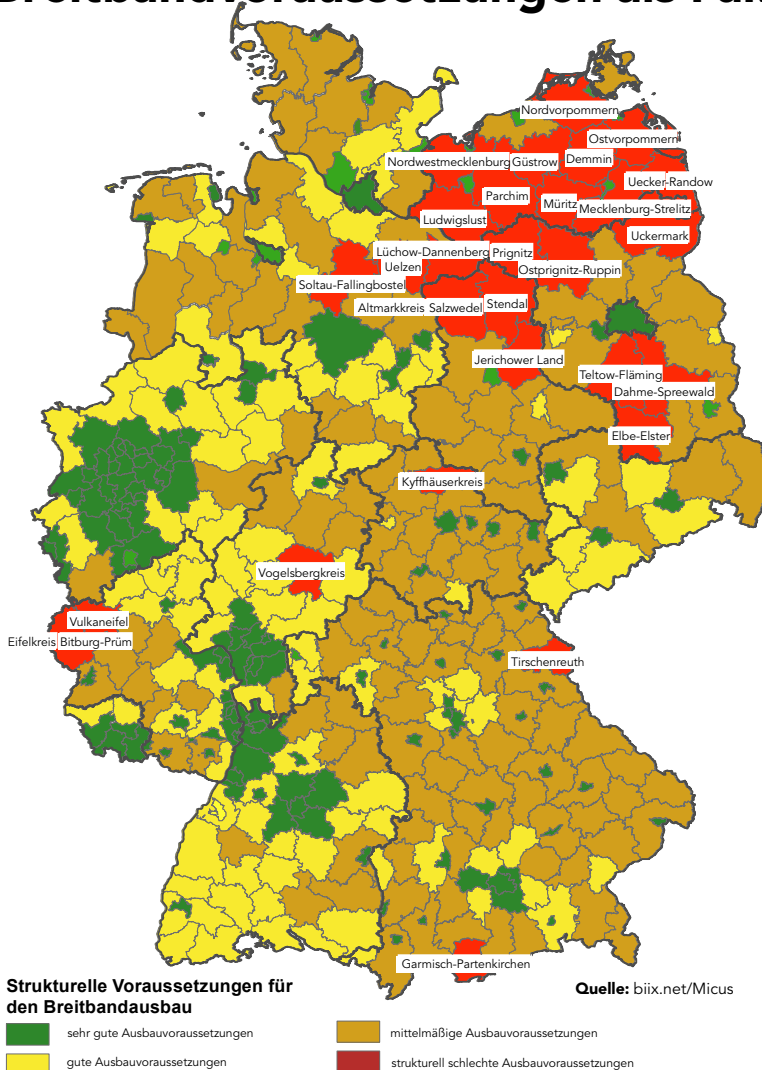 Breitbandvoraussetzungen als
Nordvorpommern
Ostvorpommern
Nordwestmecklenburg
Güstrow
Demmin
Uecker-Randow
Parchim
Müritz
Mecklenburg-Strelitz
Ludwigslust
Uckermark
Lüchow-Dannenberg
Prignitz
Uelzen
Ostprignitz-Ruppin
Soltau-Fallingbostel
Altmarkkreis Salzwedel
Stendal
Jerichower Land
Teltow-Fläming
Dahme-Spreewald
Elbe-Elster
Kyffhäuserkreis
Vogelsbergkreis
Vulkaneifel
Eifelkreis Bitburg-Prüm
Tirschenreuth
Garmisch-Partenkirchen
Strukturelle Voraussetzungen für
den Breitbandausbau
Quelle: biix.net/Micus
sehr gute Ausbauvoraussetzungen
mittelmäßige Ausbauvoraussetzungen
gute Ausbauvoraussetzungen
strukturell schlechte Ausbauvoraussetzungen